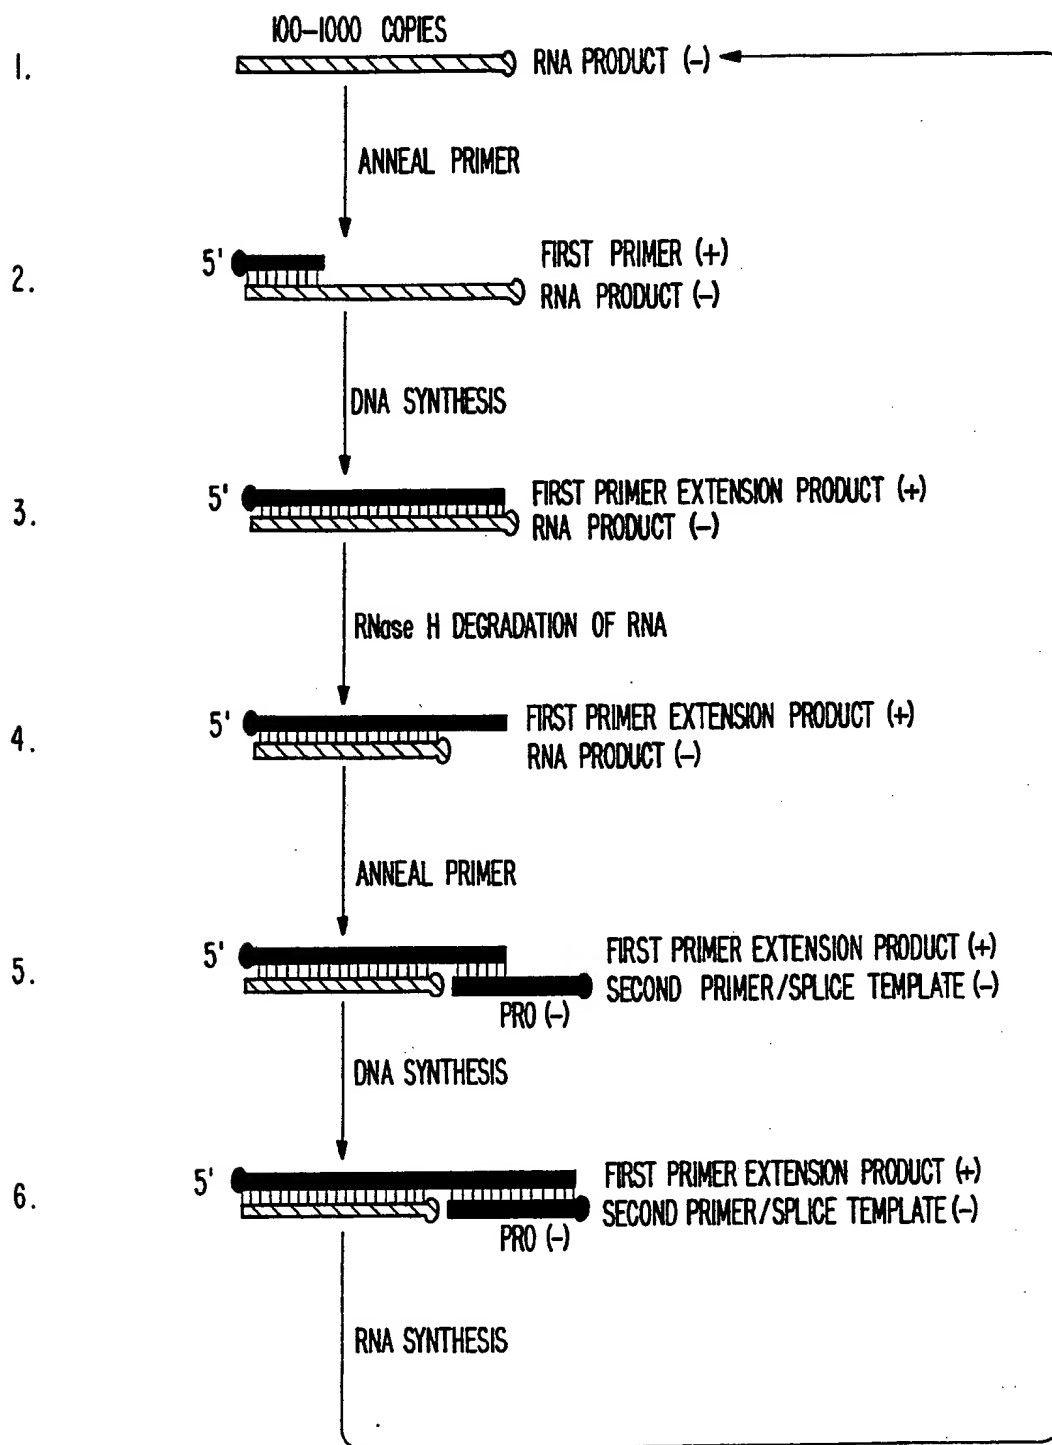 100-1000 COPIES
1.
RNA PRODUCT (-)
ANNEAL PRIMER
2.
5'
FIRST PRIMER (+)
RNA PRODUCT (-)
DNA SYNTHESIS
3.
5'
FIRST PRIMER EXTENSION PRODUCT (+)
RNA PRODUCT (-)
RNase H DEGRADATION OF RNA
4.
5'
FIRST PRIMER EXTENSION PRODUCT (+)
RNA PRODUCT (-)
ANNEAL PRIMER
5.
5'
FIRST PRIMER EXTENSION PRODUCT (+)
SECOND PRIMER/SPLICE TEMPLATE (-)
PRO (-)
DNA SYNTHESIS
6.
5'
FIRST PRIMER EXTENSION PRODUCT (+)
SECOND PRIMER/SPLICE TEMPLATE (-)
PRO (-)
RNA SYNTHESIS